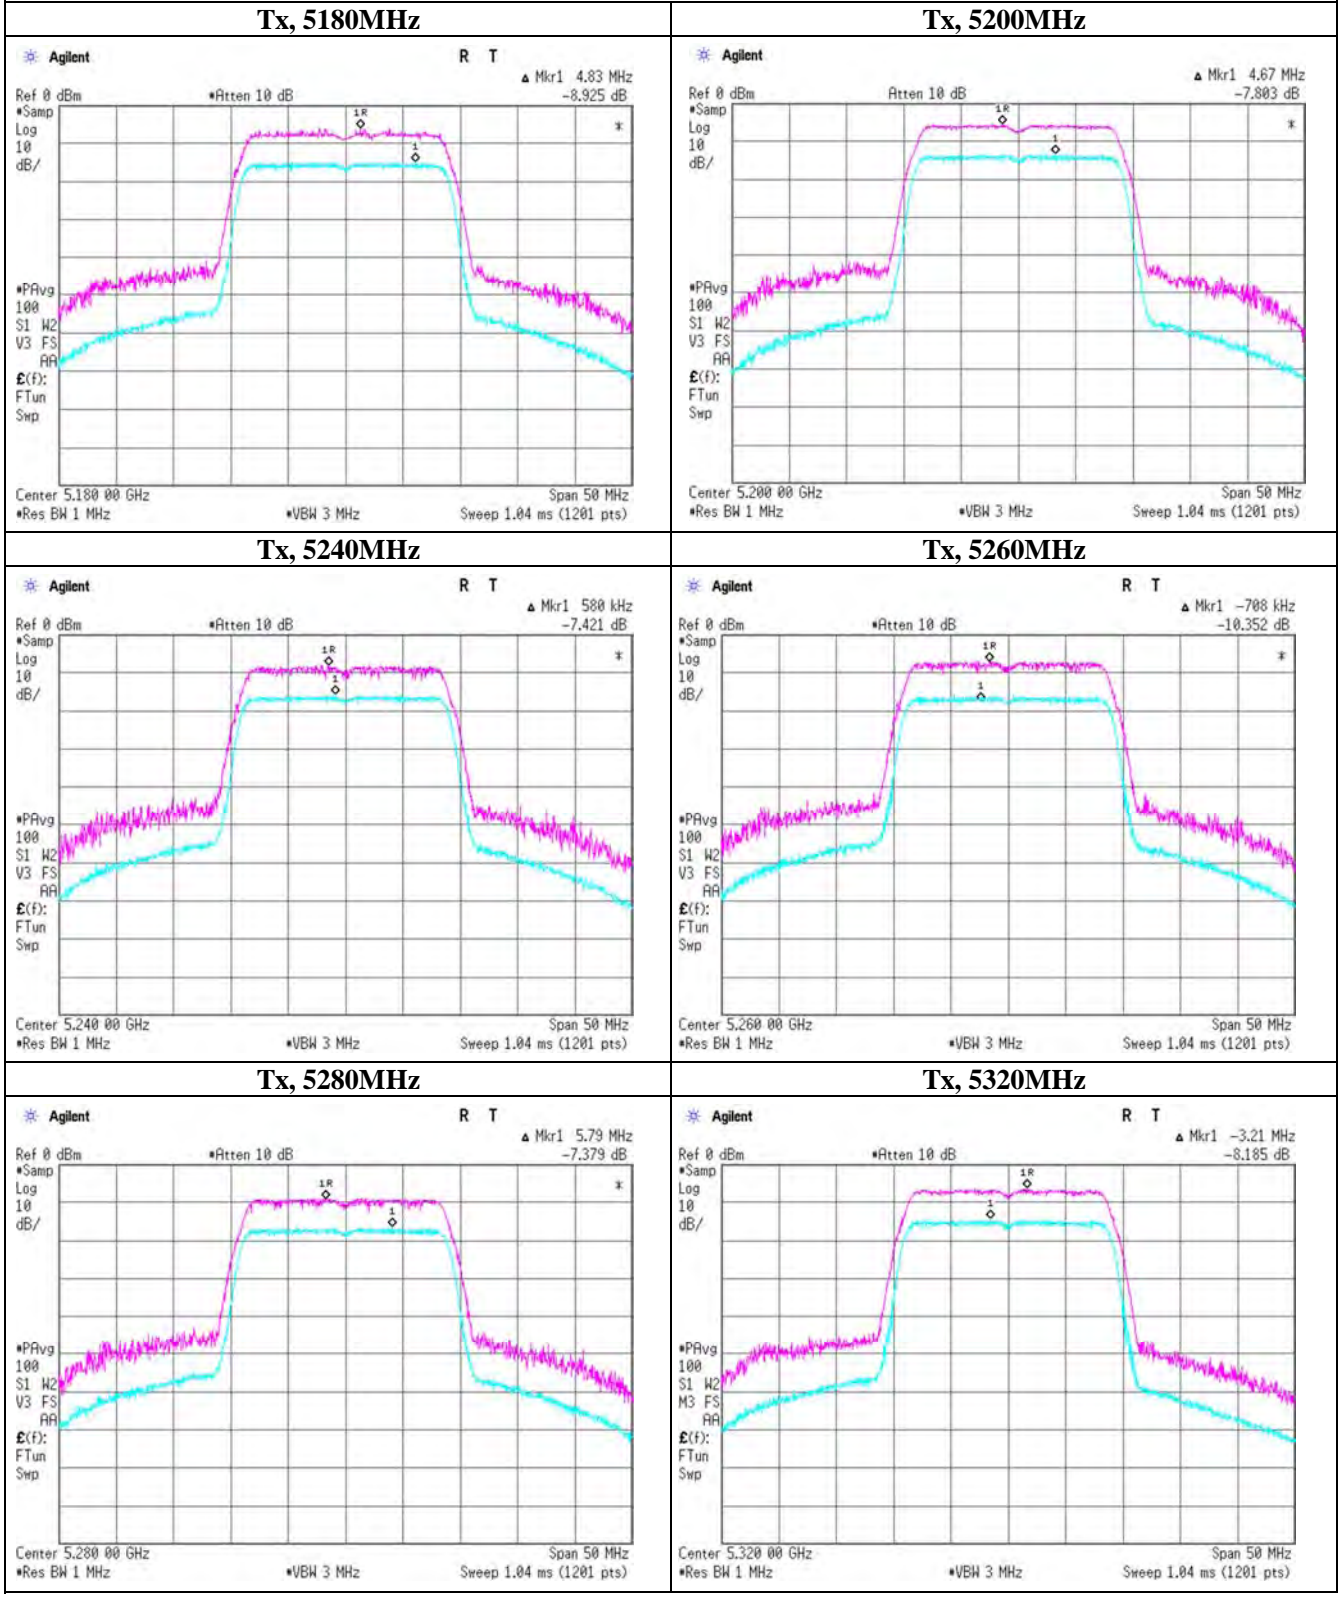 Tx, 5180MHz
Tx, 5200MHz
Agilent
R T
Δ Mkr1 4.83 MHz
Ref 0 dBm
*Atten 10 dB
-8.925 dB
*Samp
Log
10
dB/
1R
*
1
*PAvg
100
S1 W2
V3 FS
AA
£(f):
FTun
Swp
Center 5.180 00 GHz
Span 50 MHz
*Res BW 1 MHz
*VBW 3 MHz
Sweep 1.04 ms (1201 pts)
Agilent
Δ Mkr1 4.67 MHz
Ref 0 dBm
Atten 10 dB
-7.803 dB
*Samp
Log
10
dB/
1R
*
1
*PAvg
100
S1 W2
V3 FS
AA
£(f):
FTun
Swp
Center 5.200 00 GHz
Span 50 MHz
*Res BW 1 MHz
*VBW 3 MHz
Sweep 1.04 ms (1201 pts)
Tx, 5240MHz
Tx, 5260MHz
Agilent
R T
Δ Mkr1 580 kHz
Ref 0 dBm
*Atten 10 dB
-7.421 dB
*Samp
Log
10
dB/
1R
*
1
*PAvg
100
S1 W2
V3 FS
AA
£(f):
FTun
Swp
Center 5.240 00 GHz
Span 50 MHz
*Res BW 1 MHz
*VBW 3 MHz
Sweep 1.04 ms (1201 pts)
Agilent
R T
Δ Mkr1 -708 kHz
Ref 0 dBm
*Atten 10 dB
-10.352 dB
*Samp
Log
10
dB/
1R
*
1
*PAvg
100
S1 W2
V3 FS
AA
£(f):
FTun
Swp
Center 5.260 00 GHz
Span 50 MHz
*Res BW 1 MHz
*VBW 3 MHz
Sweep 1.04 ms (1201 pts)
Tx, 5280MHz
Tx, 5320MHz
Agilent
R T
Δ Mkr1 5.79 MHz
Ref 0 dBm
*Atten 10 dB
-7.379 dB
*Samp
Log
10
dB/
1R
*
1
*PAvg
100
S1 W2
V3 FS
AA
£(f):
FTun
Swp
Center 5.280 00 GHz
Span 50 MHz
*Res BW 1 MHz
*VBW 3 MHz
Sweep 1.04 ms (1201 pts)
Agilent
R T
Δ Mkr1 -3.21 MHz
Ref 0 dBm
*Atten 10 dB
-8.185 dB
*Samp
Log
10
dB/
1R
1
*PAvg
100
S1 W2
M3 FS
AA
£(f):
FTun
Swp
Center 5.320 00 GHz
Span 50 MHz
*Res BW 1 MHz
*VBW 3 MHz
Sweep 1.04 ms (1201 pts)